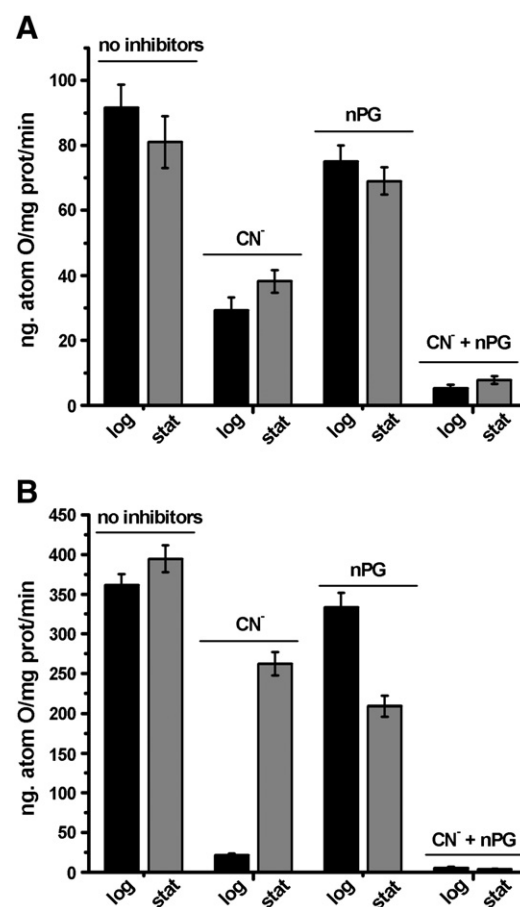 A
no inhibitors
nPG
CN⁻
CN⁻ + nPG
ng. atom O/mg prot/min
100
80
60
40
20
0
log stat log stat log stat log stat
B
no inhibitors
nPG
CN⁻
CN⁻ + nPG
ng. atom O/mg prot/min
450
400
350
300
250
200
150
100
50
0
log stat log stat log stat log stat